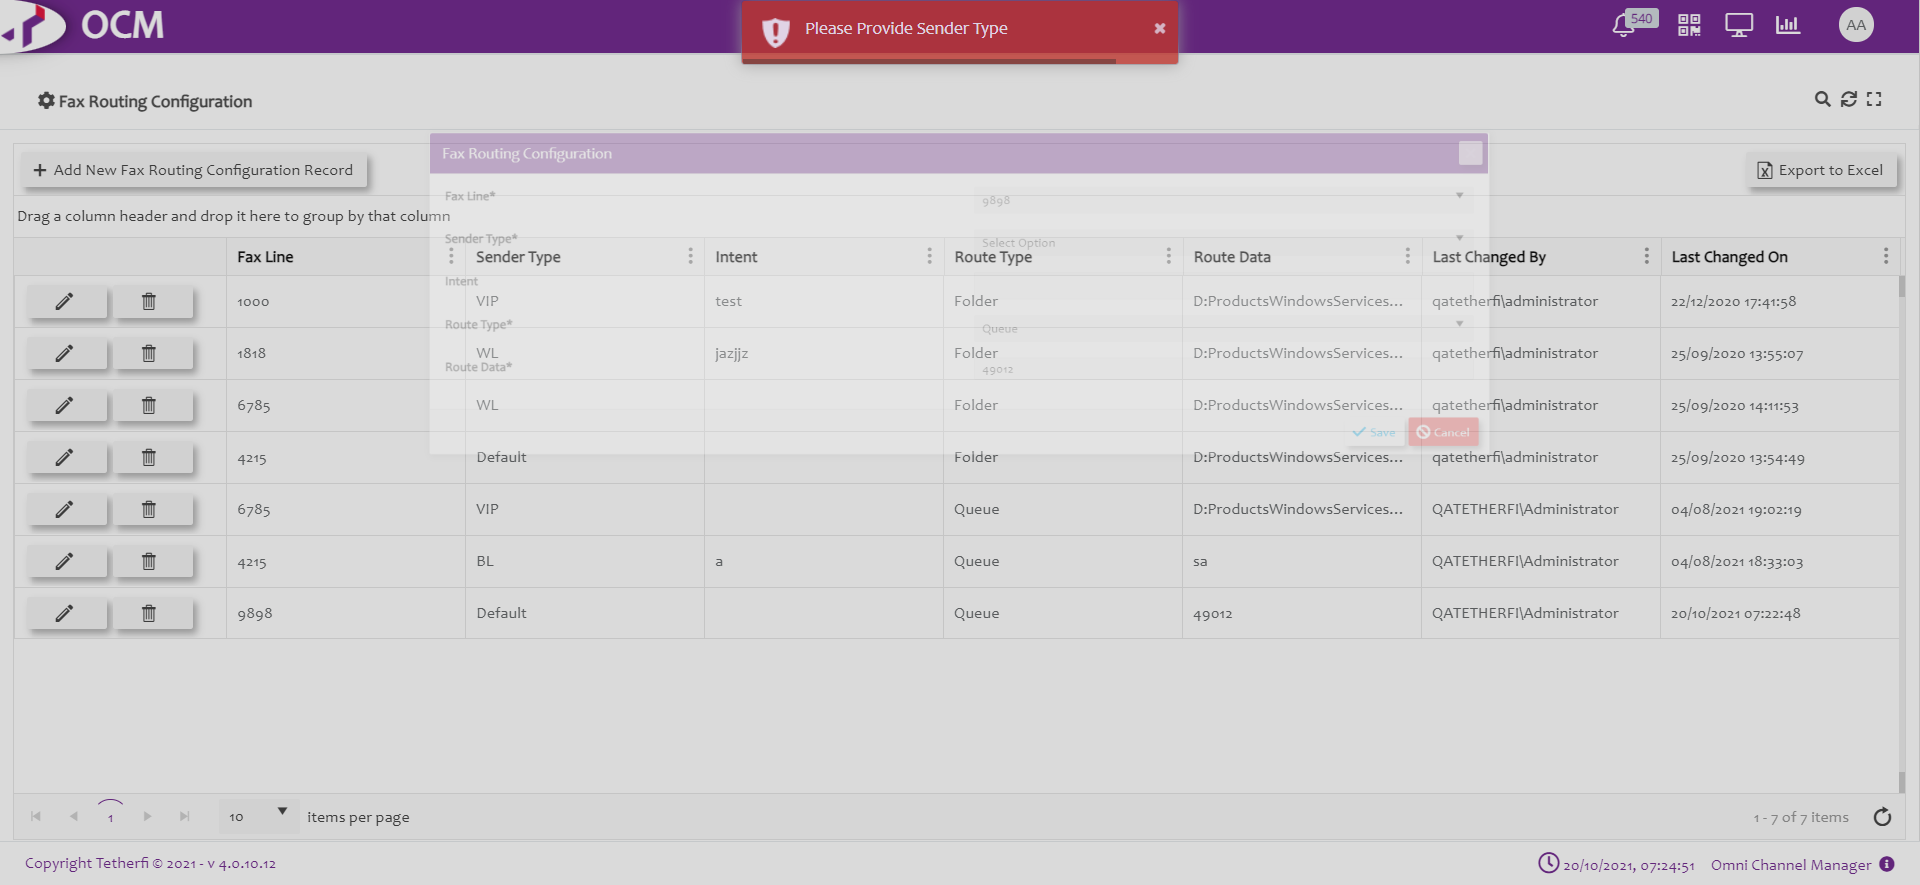 OCM
Please Provide Sender Type
540
AA
Fax Routing Configuration
Fax Routing Configuration
Add New Fax Routing Configuration Record
Export to Excel
Fax Line*
9898
Drag a column header and drop it here to group by that column
Sender Type*
Select Option
Fax Line Sender Type Intent Route Type Route Data Last Changed By Last Changed On
Intent
1000 VIP test Folder D:ProductsWindowsServices... qatetherfi\administrator 22/12/2020 17:41:58
Route Type*
Queue
1818 WL jazjjz Folder D:ProductsWindowsServices... qatetherfi\administrator 25/09/2020 13:55:07
Route Data*
49012
6785 WL Folder D:ProductsWindowsServices... qatetherfi\administrator 25/09/2020 14:11:53
Save Cancel
4215 Default Folder D:ProductsWindowsServices... qatetherfi\administrator 25/09/2020 13:54:49
6785 VIP Queue D:ProductsWindowsServices... QATETHERFI\Administrator 04/08/2021 19:02:19
4215 BL a Queue sa QATETHERFI\Administrator 04/08/2021 18:33:03
9898 Default Queue 49012 QATETHERFI\Administrator 20/10/2021 07:22:48
1 10 items per page 1 - 7 of 7 items
Copyright Tetherfi © 2021 - v 4.0.10.12 20/10/2021, 07:24:51 Omni Channel Manager